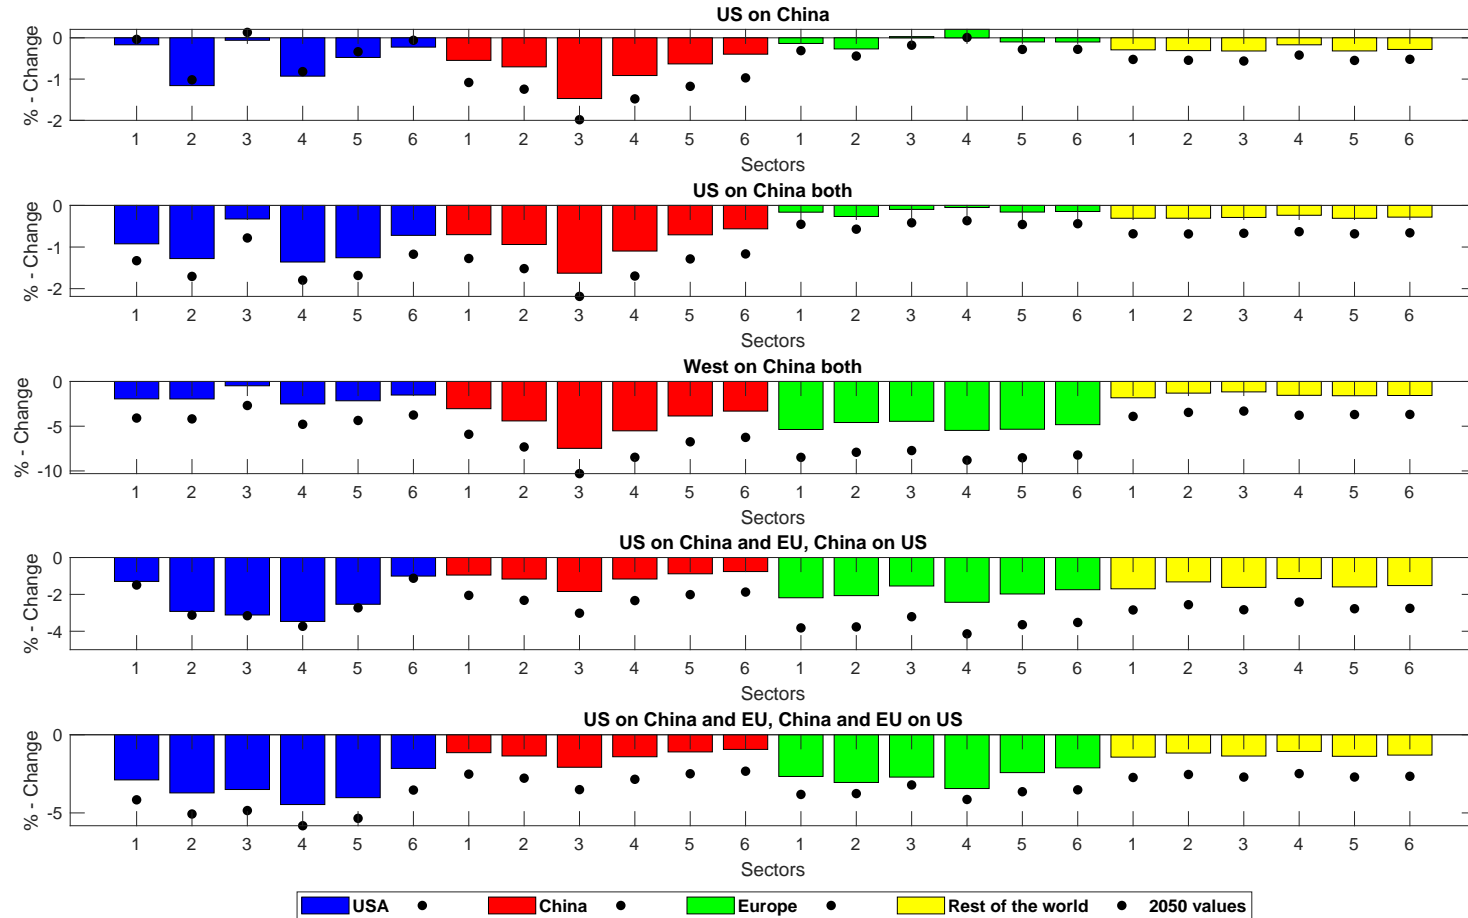 US on China
% - Change
0
-1
-2
1 2 3 4 5 6 1 2 3 4 5 6 1 2 3 4 5 6 1 2 3 4 5 6
Sectors
US on China both
% - Change
0
-1
-2
1 2 3 4 5 6 1 2 3 4 5 6 1 2 3 4 5 6 1 2 3 4 5 6
Sectors
West on China both
% - Change
0
-5
-10
1 2 3 4 5 6 1 2 3 4 5 6 1 2 3 4 5 6 1 2 3 4 5 6
Sectors
US on China and EU, China on US
% - Change
0
-2
-4
1 2 3 4 5 6 1 2 3 4 5 6 1 2 3 4 5 6 1 2 3 4 5 6
Sectors
US on China and EU, China and EU on US
% - Change
0
-5
1 2 3 4 5 6 1 2 3 4 5 6 1 2 3 4 5 6 1 2 3 4 5 6
Sectors
USA China Europe Rest of the world 2050 values